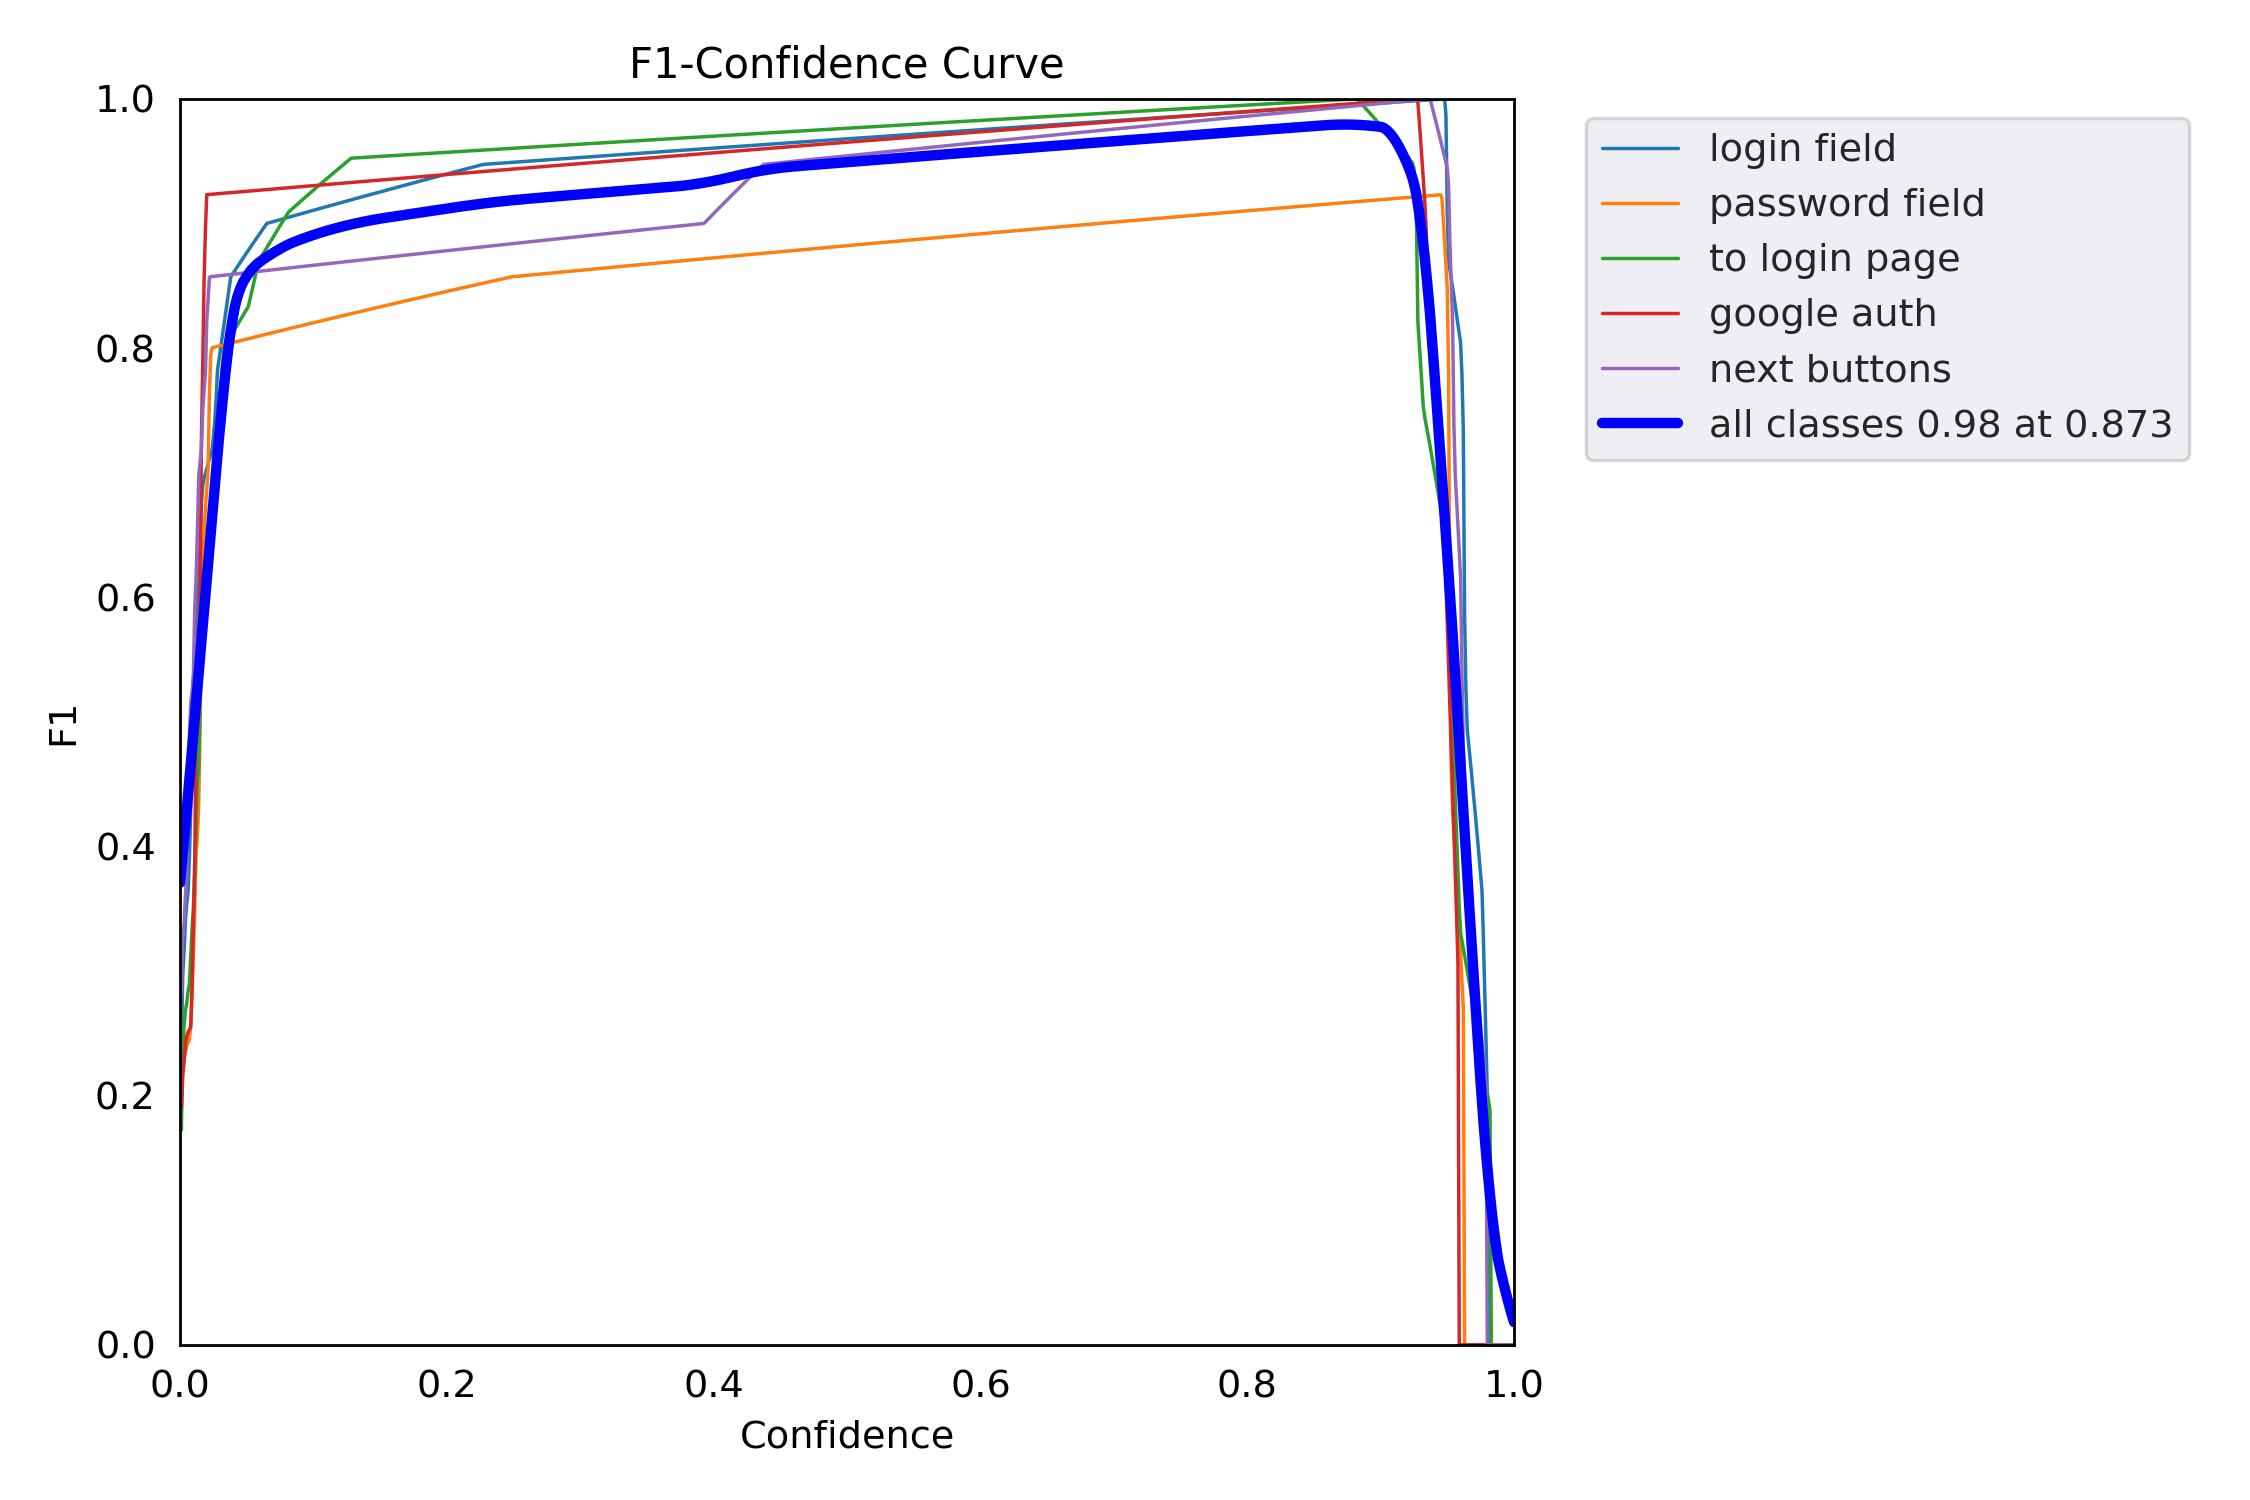 F1-Confidence Curve
1.0
0.8
0.6
0.4
0.2
0.0
F1
0.0 0.2 0.4 0.6 0.8 1.0
Confidence
login field
password field
to login page
google auth
next buttons
all classes 0.98 at 0.873